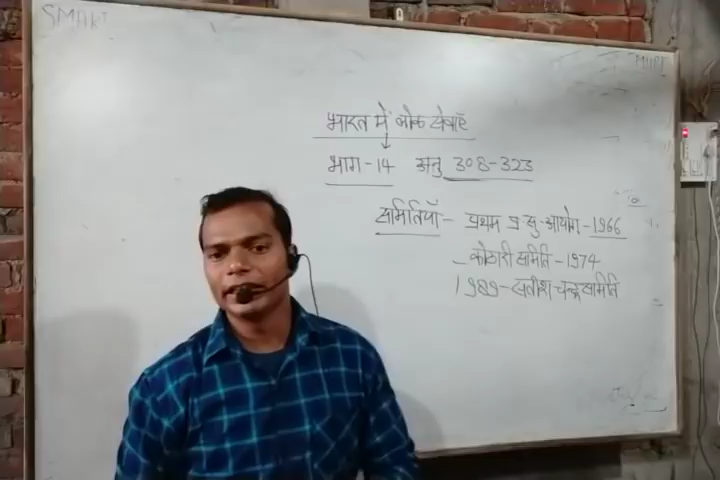 SMART
भारत में लोक सेवाएँ
भाग - 14 अनु 308-323
समितियाँ - प्रथम प्र. सु. आयोग - 1966
- कोठारी समिति - 1974
1989 - सतीश चन्द्र समिति